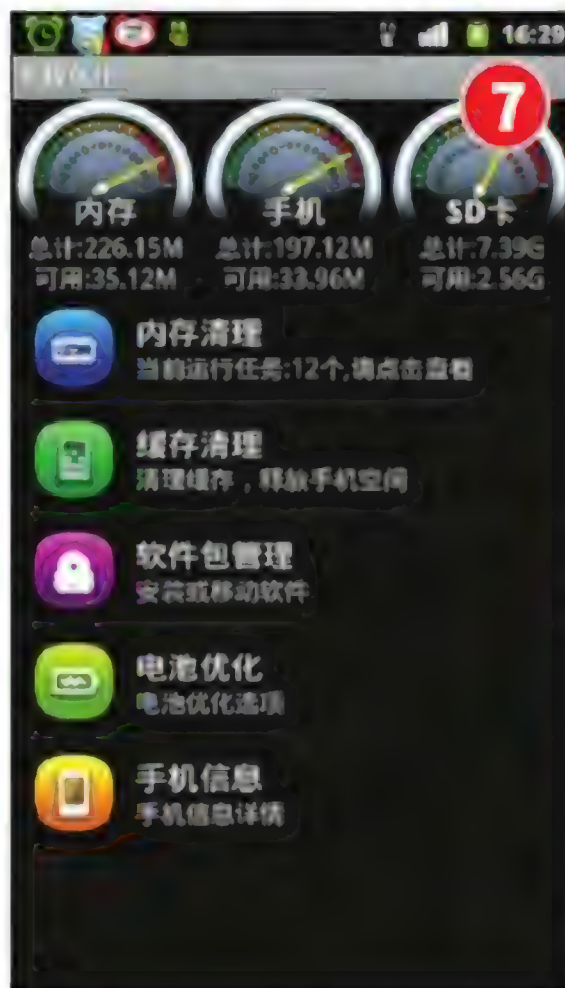 16:29
7
内存 手机 SD卡
总计:226.15M 总计:197.12M 总计:7.39G
可用:35.12M 可用:33.96M 可用:2.56G
内存清理
当前运行任务:12个,请点击查看
缓存清理
清理缓存，释放手机空间
软件包管理
安装或移动软件
电池优化
电池优化选项
手机信息
手机信息详情